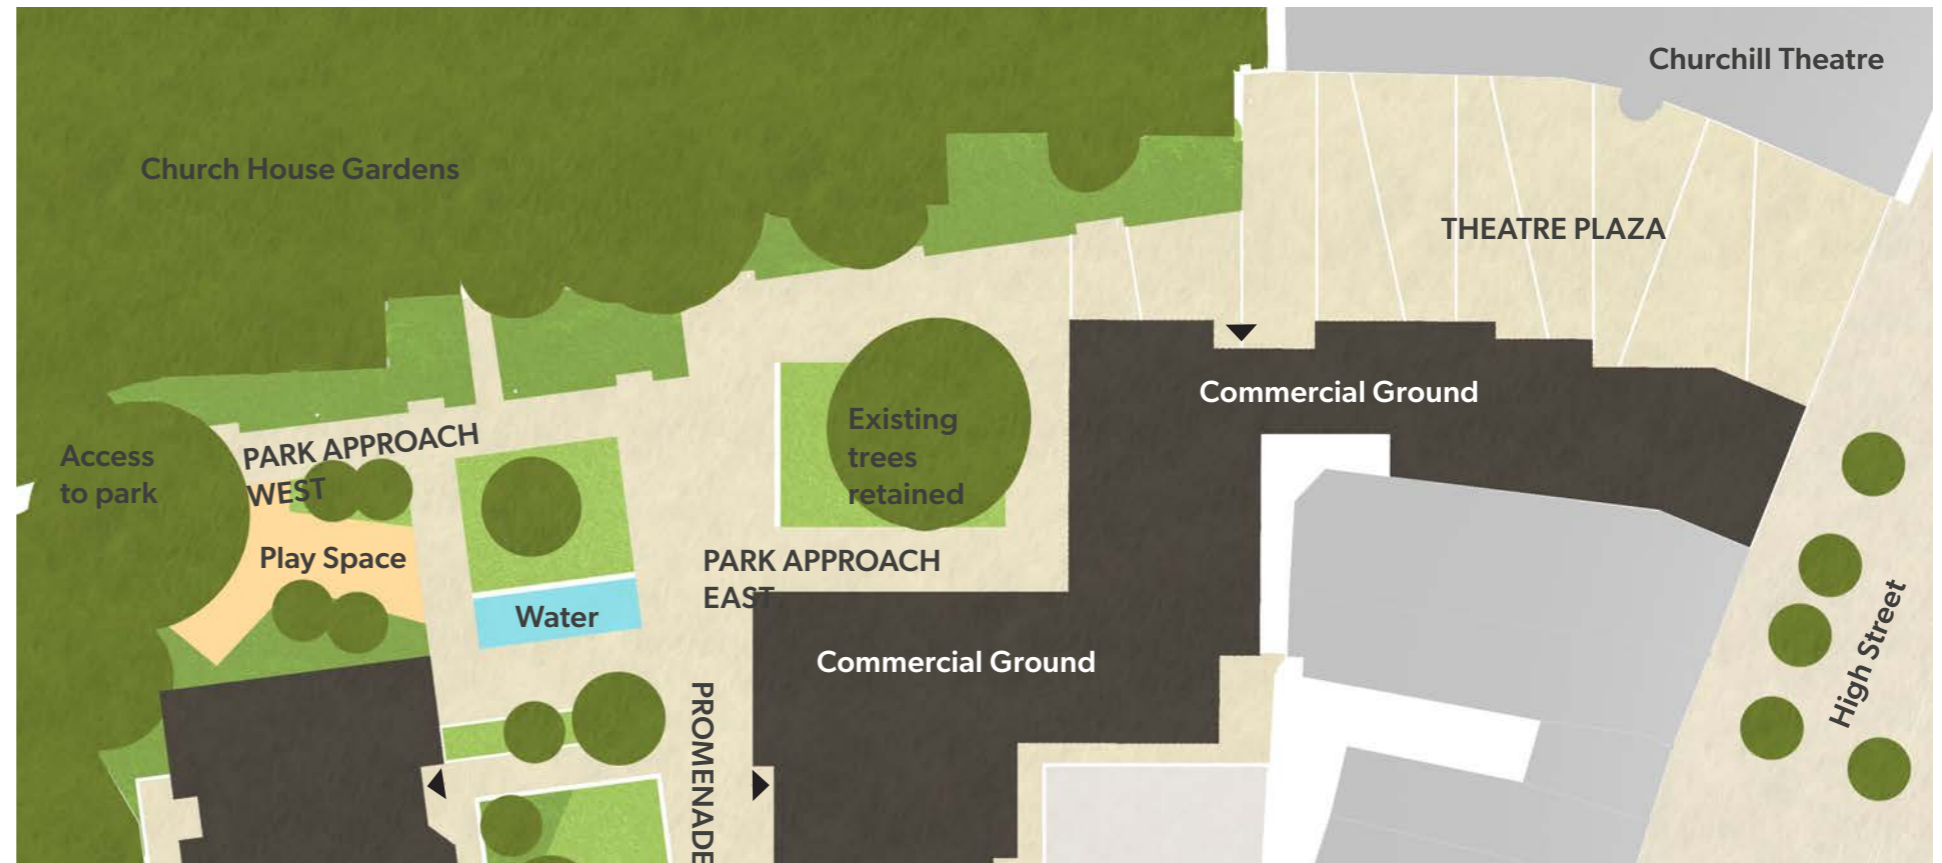 Churchill Theatre
Church House Gardens
THEATRE PLAZA
Commercial Ground
Existing
trees
retained
Access
to park
PARK APPROACH
WEST
Play Space
PARK APPROACH
EAST
Water
Commercial Ground
High Street
PROMENADE